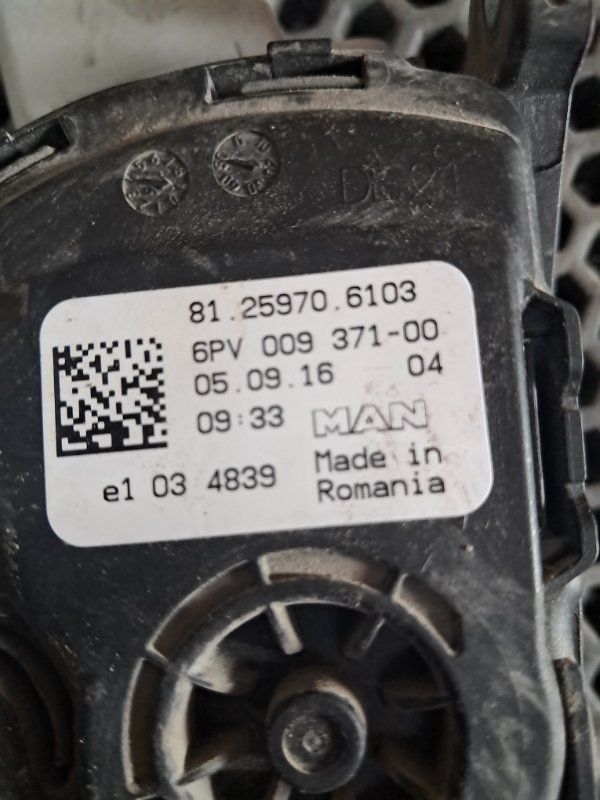 81.25970.6103
6PV 009 371-00
05.09.16 04
09:33 MAN
e1 03 4839
Made in
Romania